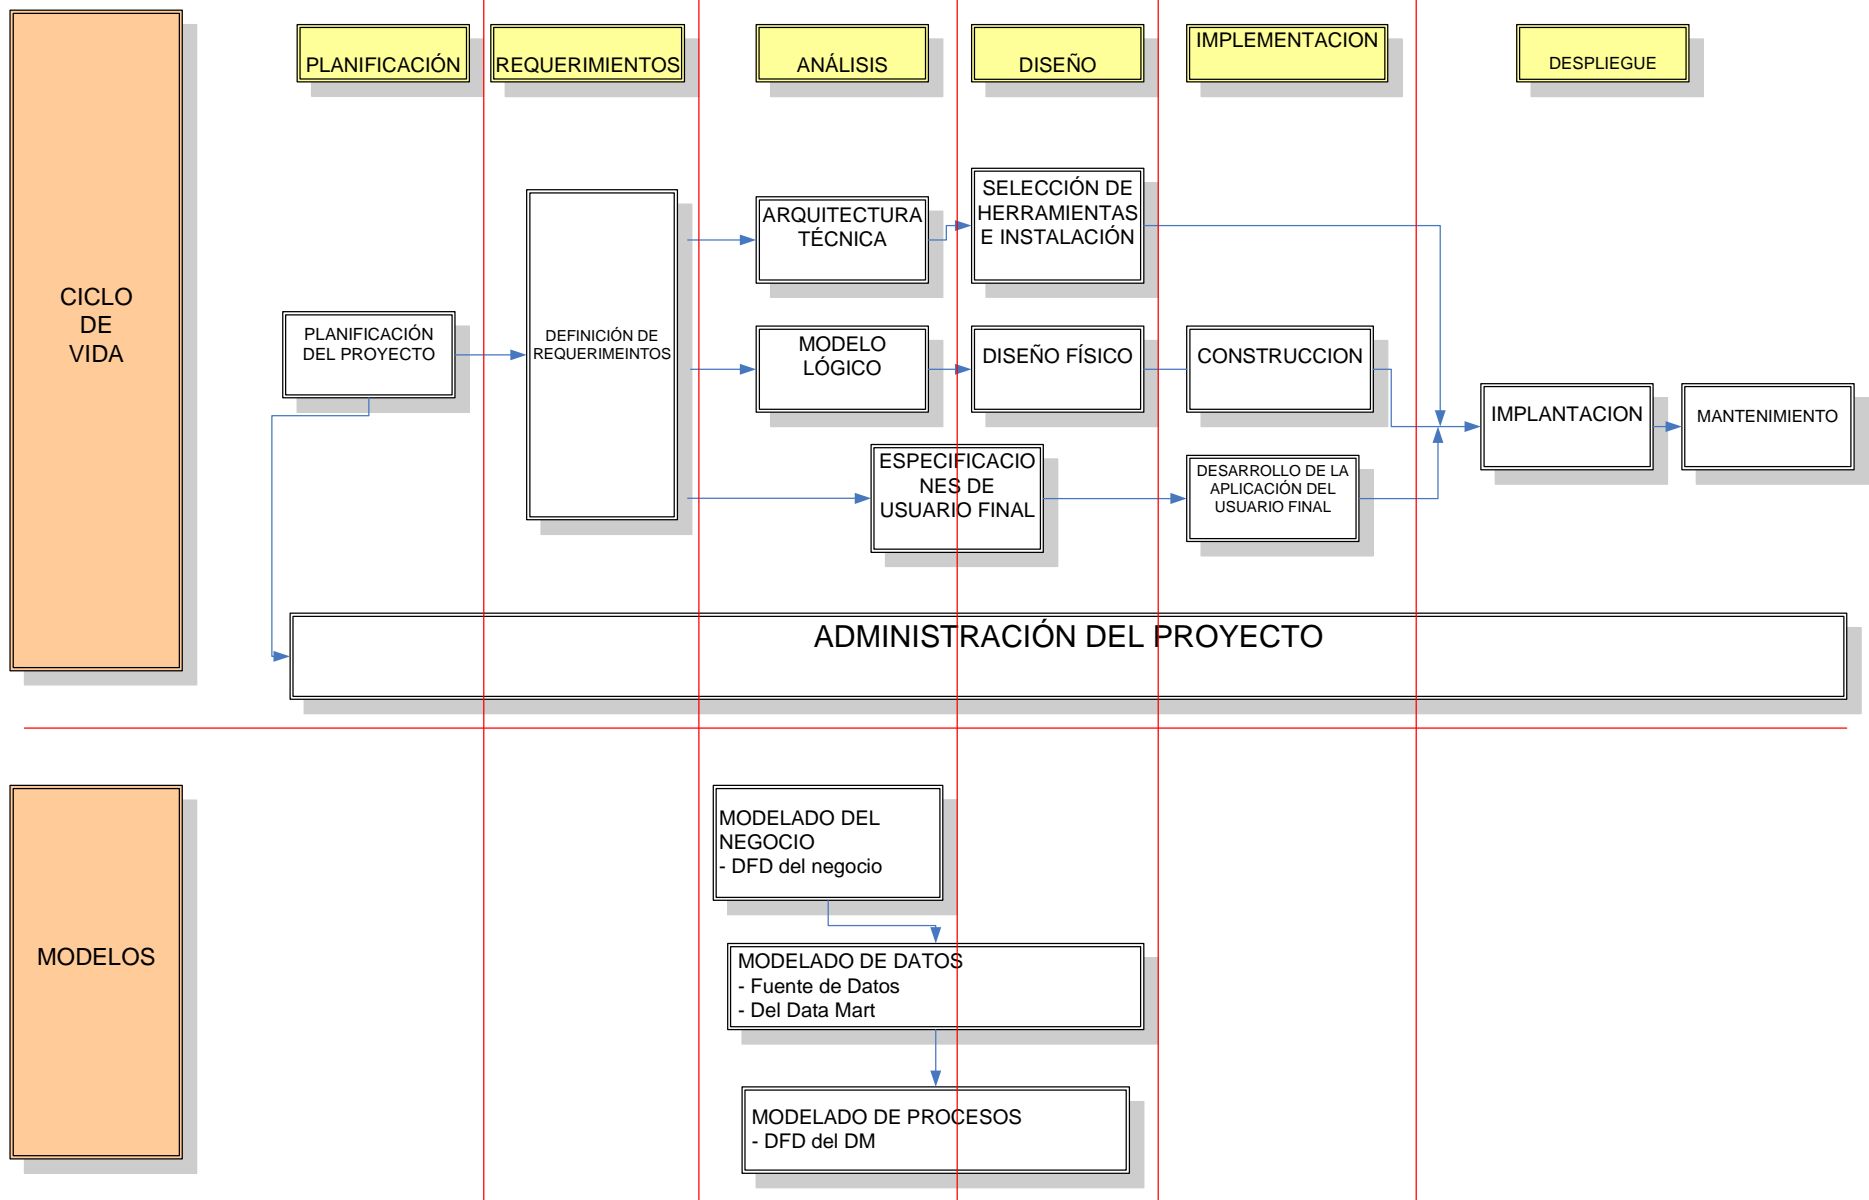 PLANIFICACIÓN
REQUERIMIENTOS
ANÁLISIS
DISEÑO
IMPLEMENTACION
DESPLIEGUE
CICLO
DE
VIDA
PLANIFICACIÓN
DEL PROYECTO
DEFINICIÓN DE
REQUERIMEINTOS
ARQUITECTURA
TÉCNICA
SELECCIÓN DE
HERRAMIENTAS
E INSTALACIÓN
MODELO
LÓGICO
DISEÑO FÍSICO
CONSTRUCCION
ESPECIFICACIO
NES DE
USUARIO FINAL
DESARROLLO DE LA
APLICACIÓN DEL
USUARIO FINAL
IMPLANTACION
MANTENIMIENTO
ADMINISTRACIÓN DEL PROYECTO
MODELOS
MODELADO DEL
NEGOCIO
- DFD del negocio
MODELADO DE DATOS
- Fuente de Datos
- Del Data Mart
MODELADO DE PROCESOS
- DFD del DM